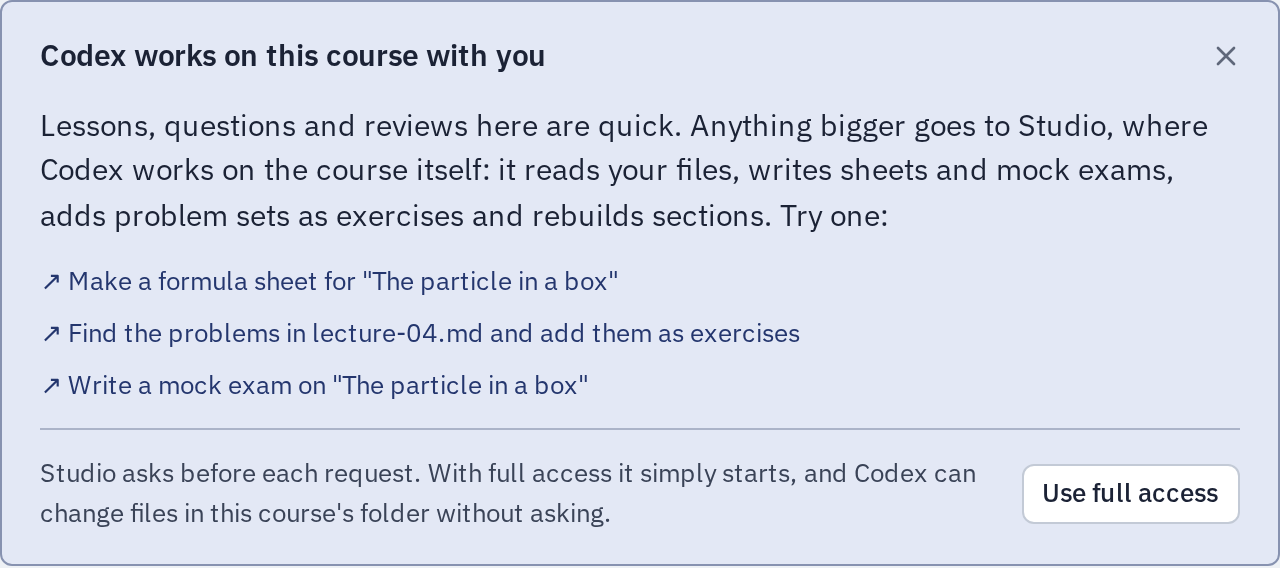 Codex works on this course with you
Lessons, questions and reviews here are quick. Anything bigger goes to Studio, where
Codex works on the course itself: it reads your files, writes sheets and mock exams,
adds problem sets as exercises and rebuilds sections. Try one:
↗ Make a formula sheet for "The particle in a box"
↗ Find the problems in lecture-04.md and add them as exercises
↗ Write a mock exam on "The particle in a box"
Studio asks before each request. With full access it simply starts, and Codex can
change files in this course's folder without asking.
Use full access